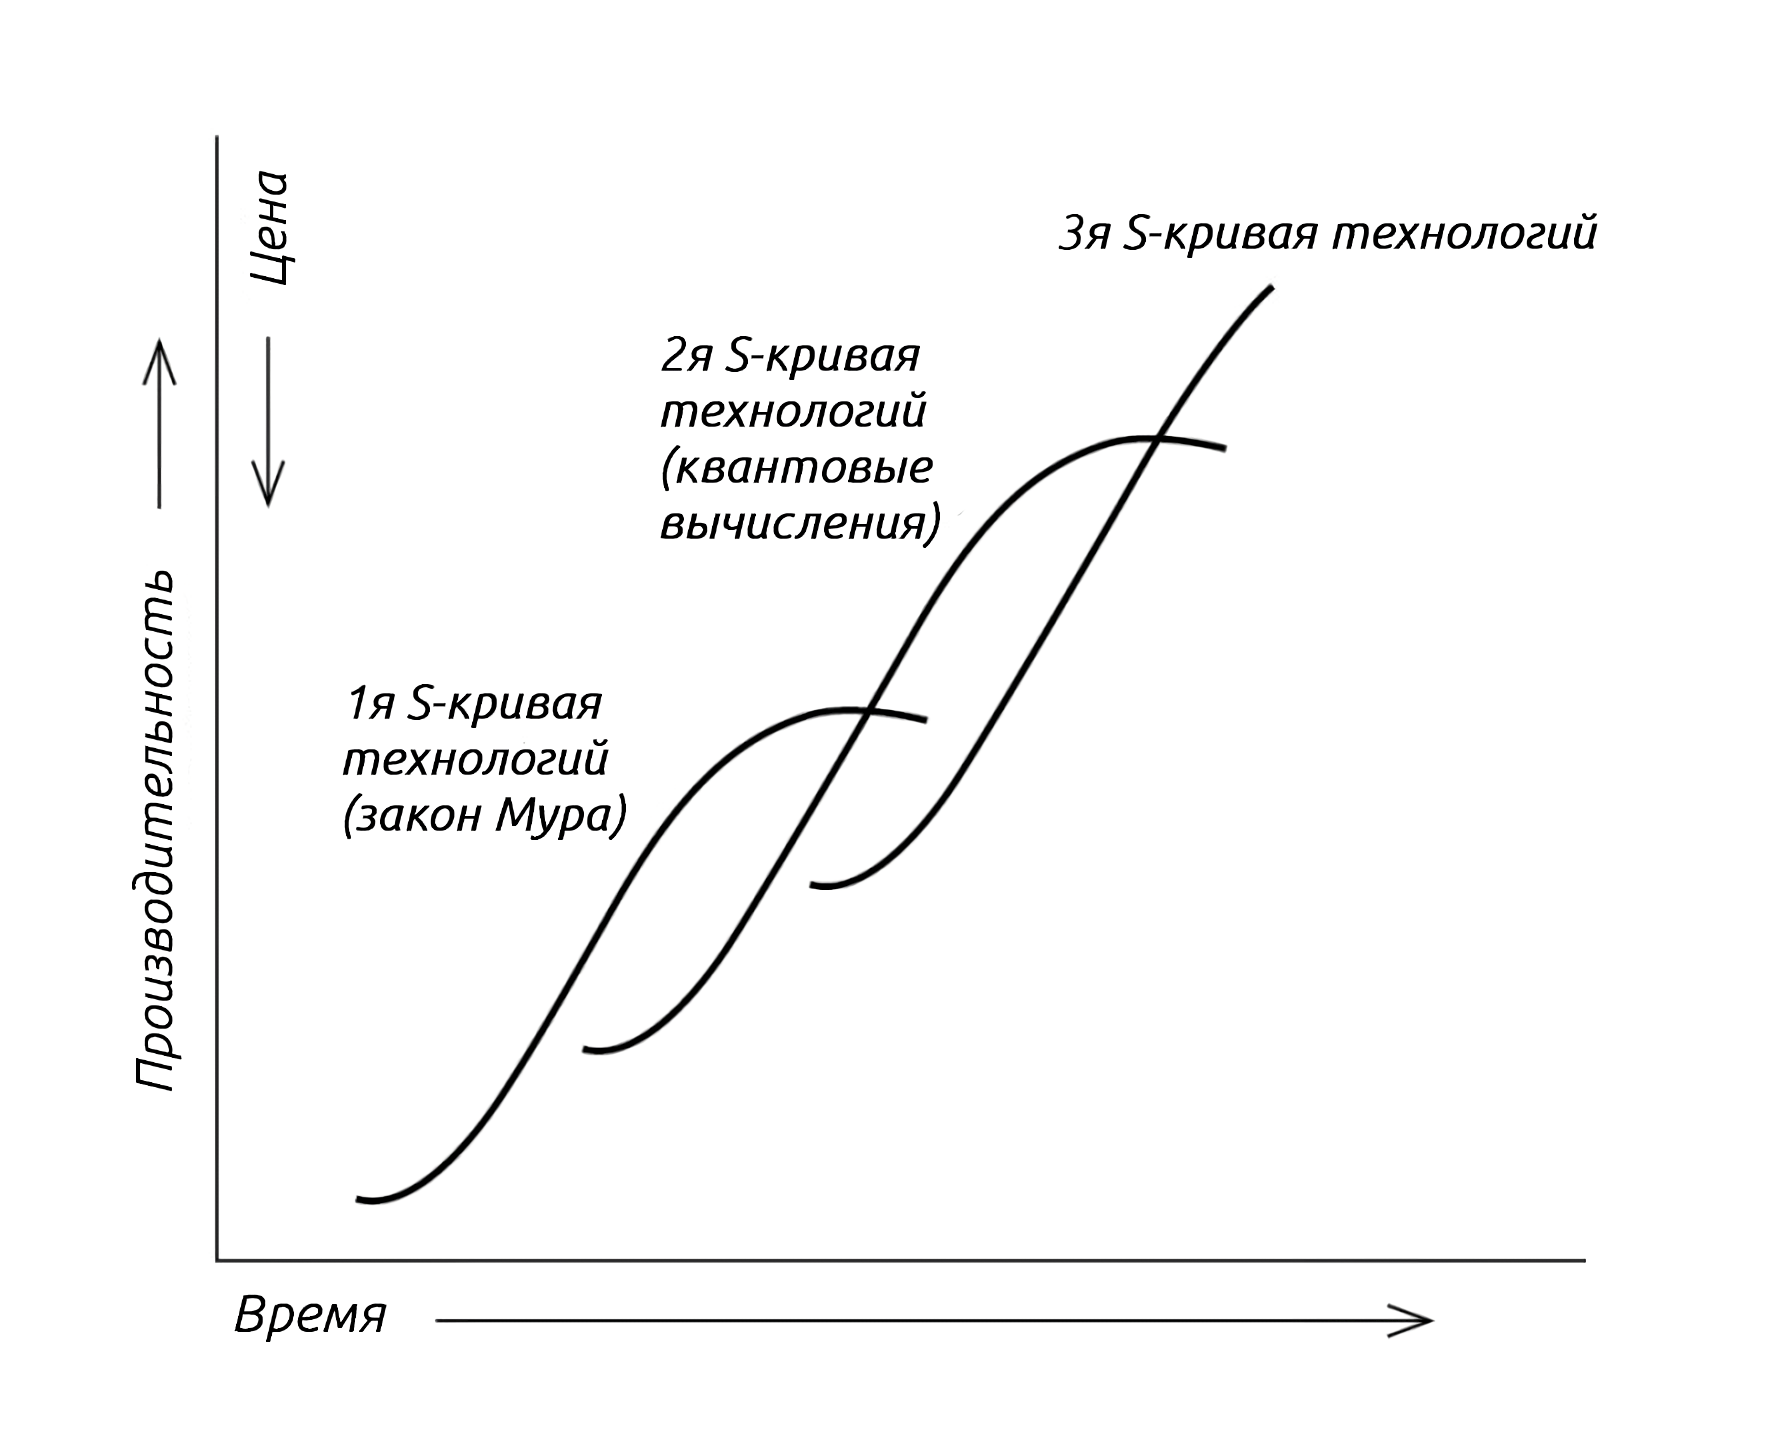 Цена
3я S-кривая технологий
2я S-кривая
технологий
(квантовые
вычисления)
1я S-кривая
технологий
(закон Мура)
Производительность
Время